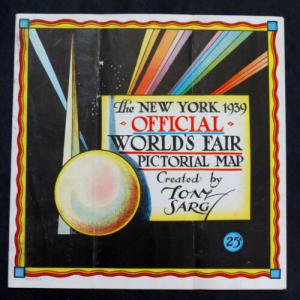 The NEW YORK 1939
OFFICIAL
WORLD'S FAIR
PICTORIAL MAP
Created by
TONY
SARG
25¢